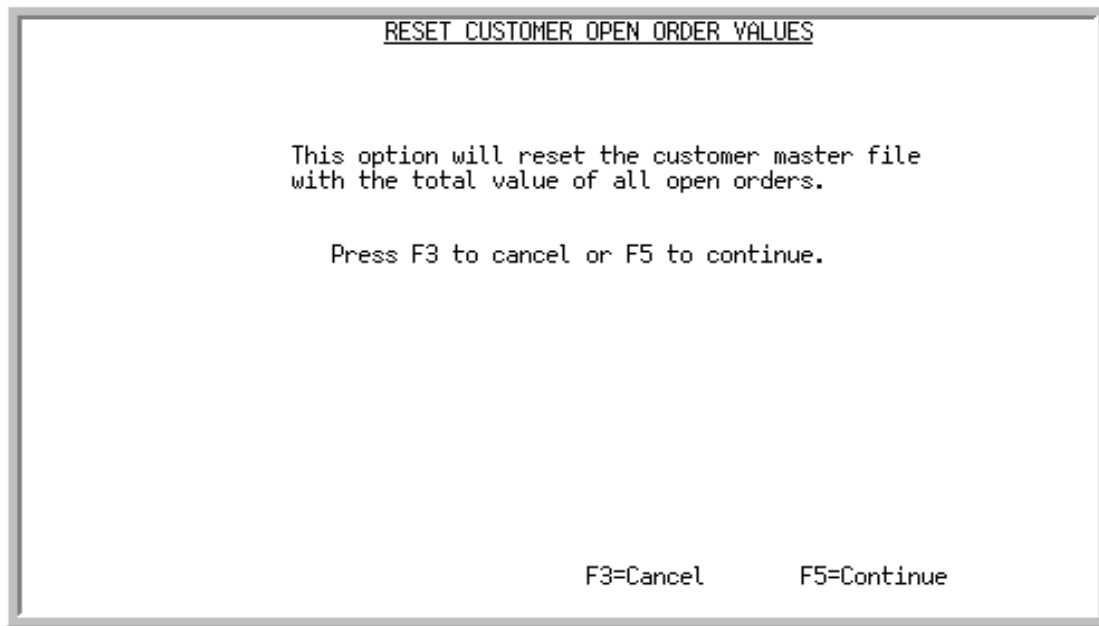 RESET CUSTOMER OPEN ORDER VALUES
This option will reset the customer master file
with the total value of all open orders.
Press F3 to cancel or F5 to continue.
F3=Cancel F5=Continue